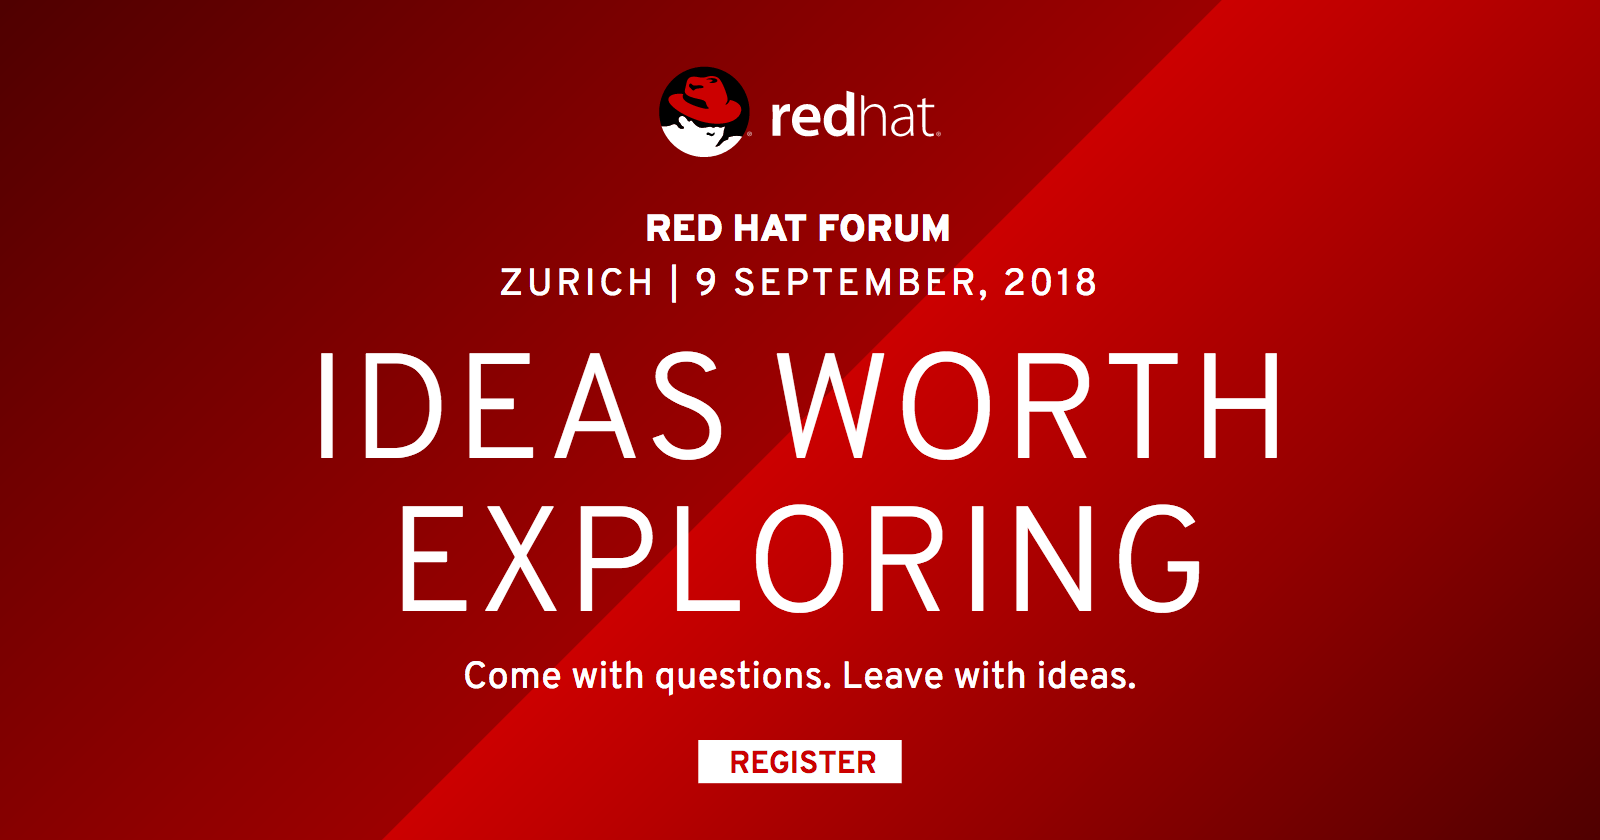 redhat.
RED HAT FORUM
ZURICH | 9 SEPTEMBER, 2018
IDEAS WORTH
EXPLORING
Come with questions. Leave with ideas.
REGISTER